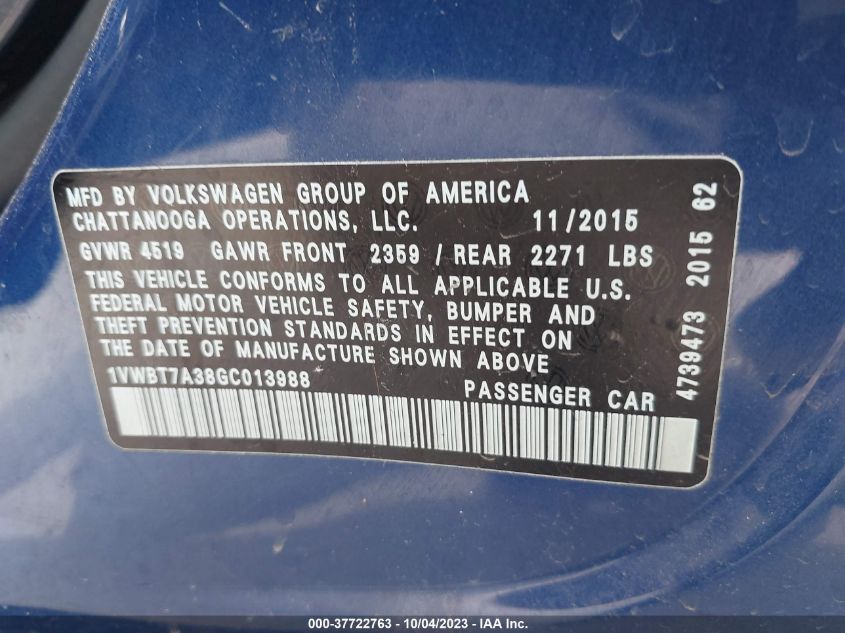 MFD BY VOLKSWAGEN GROUP OF AMERICA
CHATTANOOGA OPERATIONS, LLC. 11/2015
GVWR 4519 GAWR FRONT 2359 / REAR 2271 LBS
THIS VEHICLE CONFORMS TO ALL APPLICABLE U.S.
FEDERAL MOTOR VEHICLE SAFETY, BUMPER AND
THEFT PREVENTION STANDARDS IN EFFECT ON
THE DATE OF MANUFACTURE SHOWN ABOVE
1VWBT7A38GC013988 PASSENGER CAR
4739473 2015 62
000-37722763 - 10/04/2023 - IAA Inc.